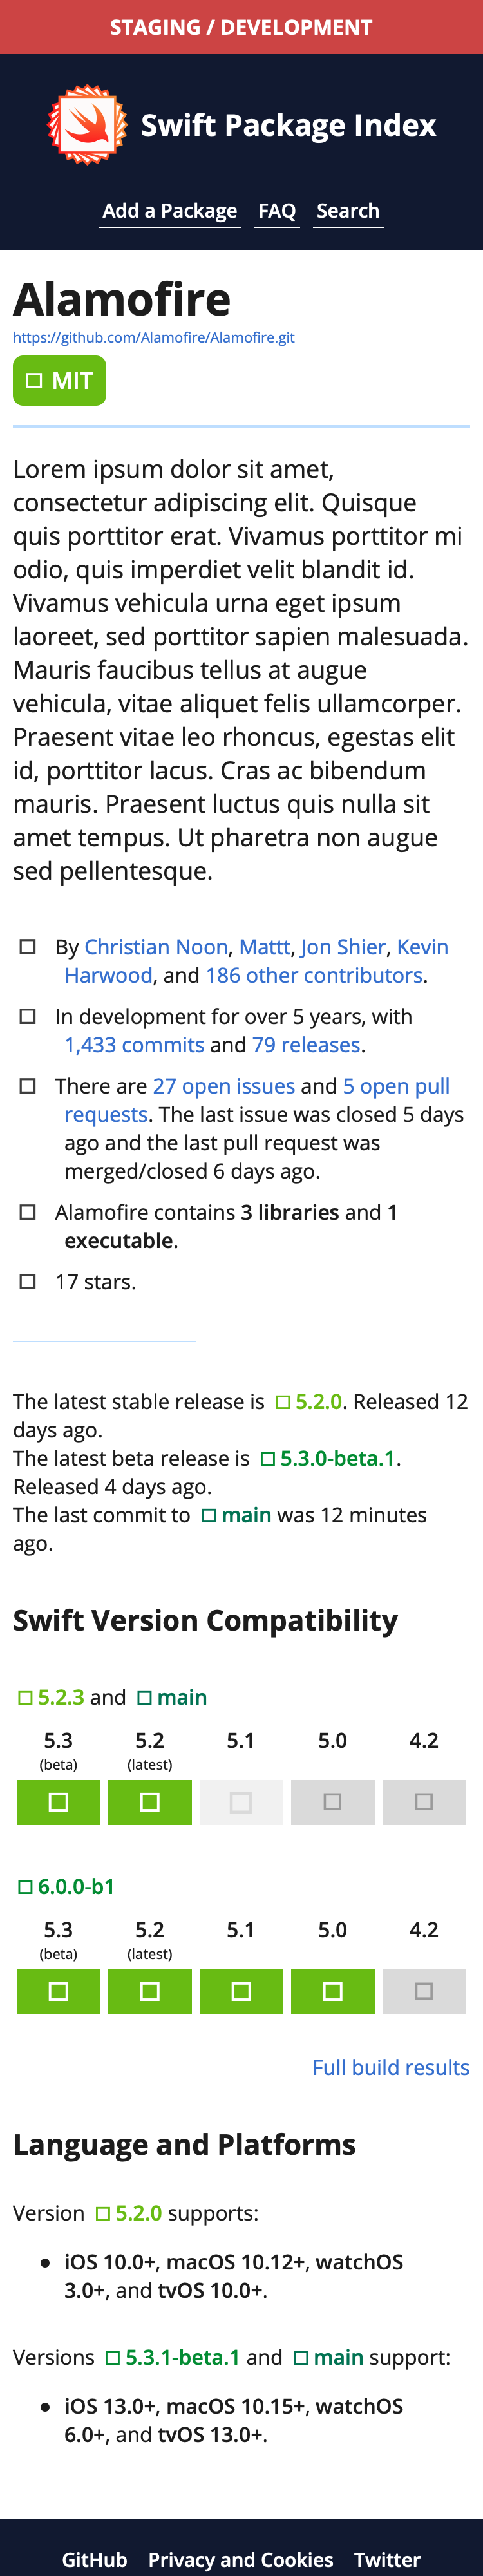 STAGING / DEVELOPMENT
Swift Package Index
Add a Package FAQ Search
Alamofire
https://github.com/Alamofire/Alamofire.git
MIT
Lorem ipsum dolor sit amet,
consectetur adipiscing elit. Quisque
quis porttitor erat. Vivamus porttitor mi
odio, quis imperdiet velit blandit id.
Vivamus vehicula urna eget ipsum
laoreet, sed porttitor sapien malesuada.
Mauris faucibus tellus at augue
vehicula, vitae aliquet felis ullamcorper.
Praesent vitae leo rhoncus, egestas elit
id, porttitor lacus. Cras ac bibendum
mauris. Praesent luctus quis nulla sit
amet tempus. Ut pharetra non augue
sed pellentesque.
By Christian Noon, Mattt, Jon Shier, Kevin
Harwood, and 186 other contributors.
In development for over 5 years, with
1,433 commits and 79 releases.
There are 27 open issues and 5 open pull
requests. The last issue was closed 5 days
ago and the last pull request was
merged/closed 6 days ago.
Alamofire contains 3 libraries and 1
executable.
17 stars.
The latest stable release is 5.2.0. Released 12
days ago.
The latest beta release is 5.3.0-beta.1.
Released 4 days ago.
The last commit to main was 12 minutes
ago.
Swift Version Compatibility
5.2.3 and main
5.3 5.2 5.1 5.0 4.2
(beta) (latest)
6.0.0-b1
5.3 5.2 5.1 5.0 4.2
(beta) (latest)
Full build results
Language and Platforms
Version 5.2.0 supports:
• iOS 10.0+, macOS 10.12+, watchOS
3.0+, and tvOS 10.0+.
Versions 5.3.1-beta.1 and main support:
• iOS 13.0+, macOS 10.15+, watchOS
6.0+, and tvOS 13.0+.
GitHub Privacy and Cookies Twitter